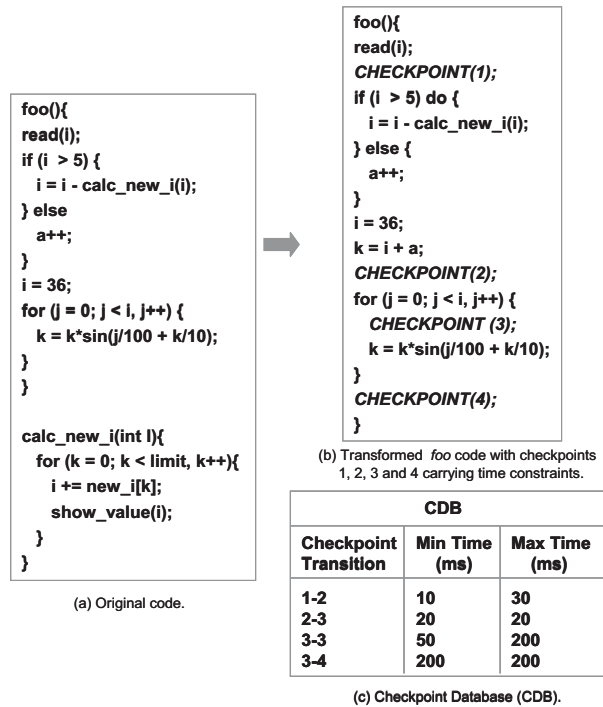 foo(){
read(i);
if (i > 5) {
i = i - calc_new_i(i);
} else
a++;
}
i = 36;
for (j = 0; j < i, j++) {
k = k*sin(j/100 + k/10);
}
}
calc_new_i(int l){
for (k = 0; k < limit, k++){
i += new_i[k];
show_value(i);
}
}
(a) Original code.
foo(){
read(i);
CHECKPOINT(1);
if (i > 5) do {
i = i - calc_new_i(i);
} else {
a++;
}
i = 36;
k = i + a;
CHECKPOINT(2);
for (j = 0; j < i, j++) {
CHECKPOINT (3);
k = k*sin(j/100 + k/10);
}
CHECKPOINT(4);
}
(b) Transformed foo code with checkpoints
1, 2, 3 and 4 carrying time constraints.
CDB
Checkpoint Min Time Max Time
Transition (ms) (ms)
1-2 10 30
2-3 20 20
3-3 50 200
3-4 200 200
(c) Checkpoint Database (CDB).